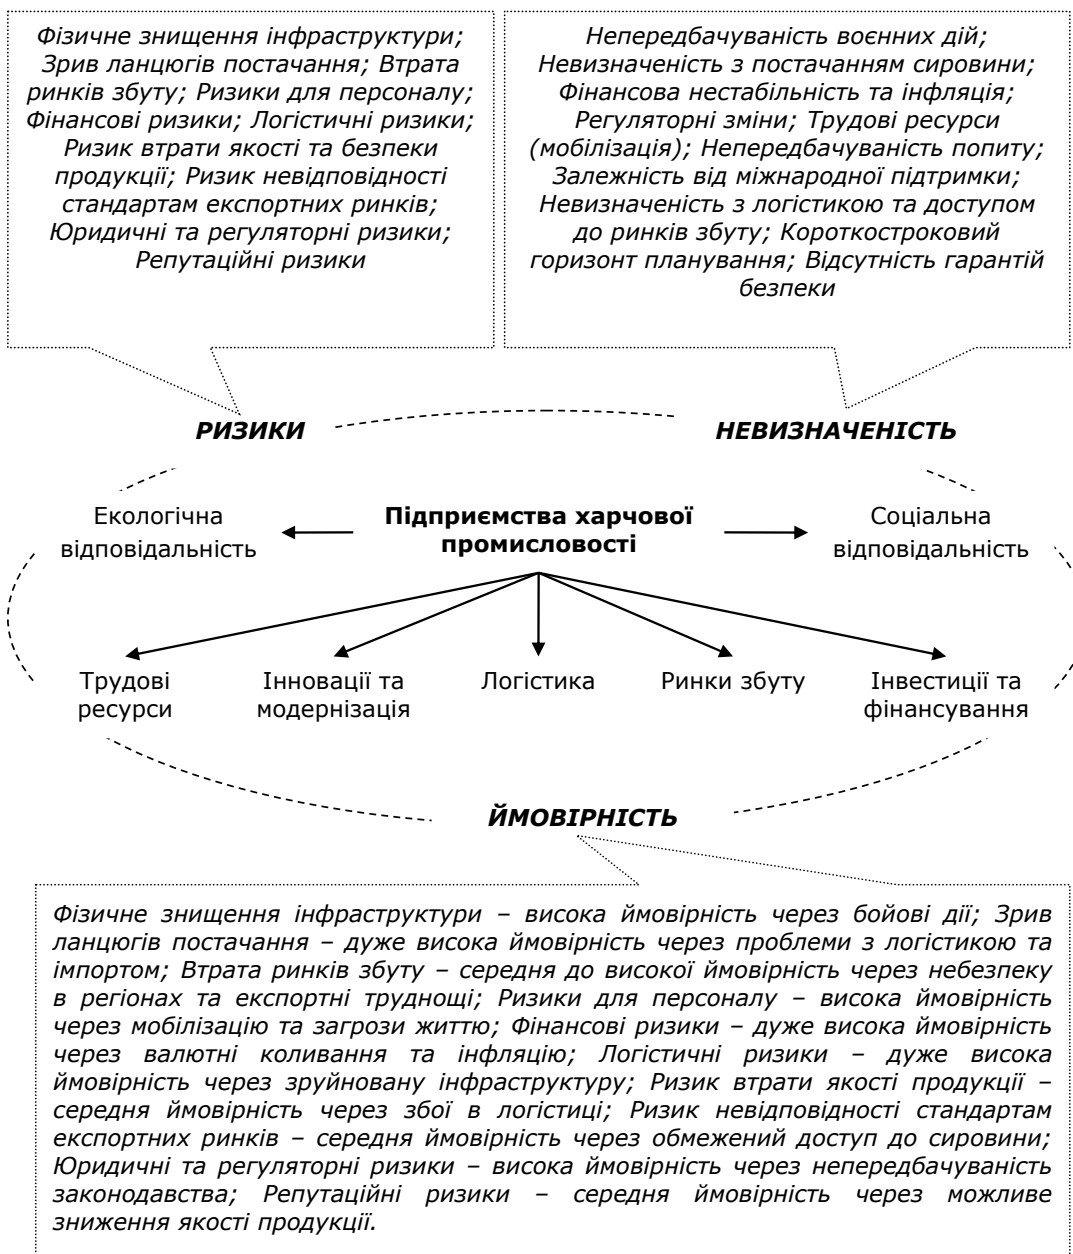 Фізичне знищення інфраструктури;
Зрив ланцюгів постачання; Втрата
ринків збуту; Ризики для персоналу;
Фінансові ризики; Логістичні ризики;
Ризик втрати якості та безпеки
продукції; Ризик невідповідності
стандартам експортних ринків;
Юридичні та регуляторні ризики;
Репутаційні ризики
Непередбачуваність воєнних дій;
Невизначеність з постачанням сировини;
Фінансова нестабільність та інфляція;
Регуляторні зміни; Трудові ресурси
(мобілізація); Непередбачуваність попиту;
Залежність від міжнародної підтримки;
Невизначеність з логістикою та доступом
до ринків збуту; Короткостроковий
горизонт планування; Відсутність гарантій
безпеки
РИЗИКИ
НЕВИЗНАЧЕНІСТЬ
Екологічна
відповідальність
Підприємства харчової
промисловості
Соціальна
відповідальність
Трудові
ресурси
Інновації та
модернізація
Логістика
Ринки збуту
Інвестиції та
фінансування
ЙМОВІРНІСТЬ
Фізичне знищення інфраструктури – висока ймовірність через бойові дії; Зрив
ланцюгів постачання – дуже висока ймовірність через проблеми з логістикою та
імпортом; Втрата ринків збуту – середня до високої ймовірність через небезпеку
в регіонах та експортні труднощі; Ризики для персоналу – висока ймовірність
через мобілізацію та загрози життю; Фінансові ризики – дуже висока ймовірність
через валютні коливання та інфляцію; Логістичні ризики – дуже висока
ймовірність через зруйновану інфраструктуру; Ризик втрати якості продукції –
середня ймовірність через збої в логістиці; Ризик невідповідності стандартам
експортних ринків – середня ймовірність через обмежений доступ до сировини;
Юридичні та регуляторні ризики – висока ймовірність через непередбачуваність
законодавства; Репутаційні ризики – середня ймовірність через можливе
зниження якості продукції.